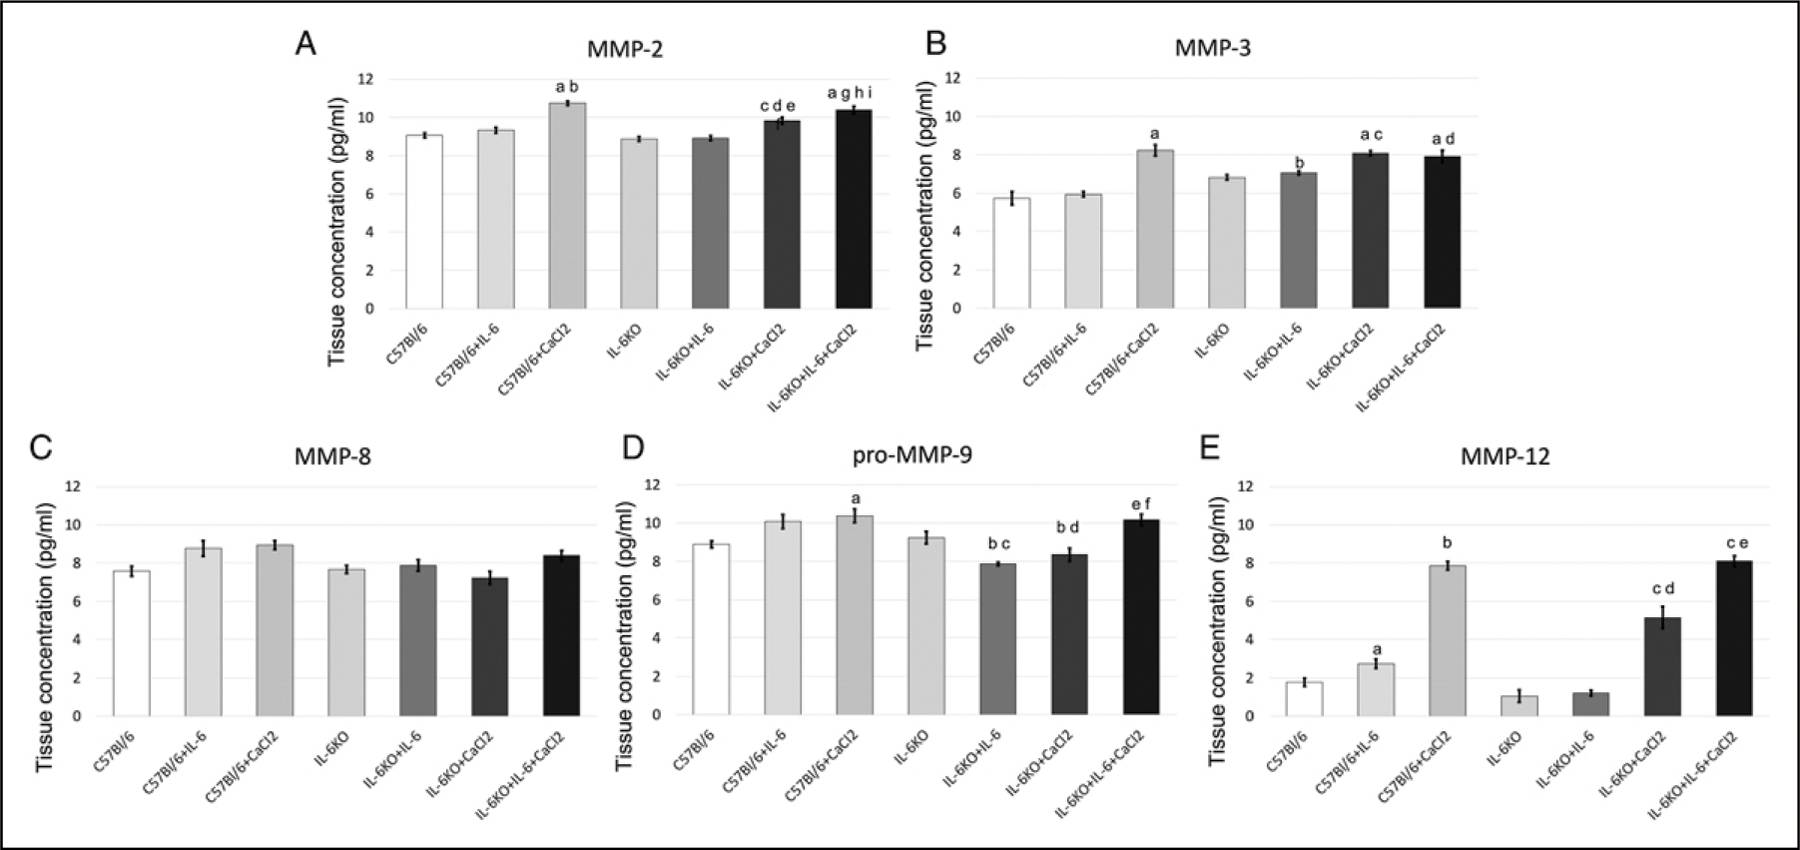 A
MMP-2
Tissue concentration (pg/ml)
12
10
8
6
4
2
0
a b
c d e
a g h i
C57Bl/6
C57Bl/6+IL-6
C57Bl/6+CaCl2
IL-6KO
IL-6KO+IL-6
IL-6KO+CaCl2
IL-6KO+IL-6+CaCl2
B
MMP-3
Tissue concentration (pg/ml)
12
10
8
6
4
2
0
a
b
a c
a d
C57Bl/6
C57Bl/6+IL-6
C57Bl/6+CaCl2
IL-6KO
IL-6KO+IL-6
IL-6KO+CaCl2
IL-6KO+IL-6+CaCl2
C
MMP-8
Tissue concentration (pg/ml)
12
10
8
6
4
2
0
C57Bl/6
C57Bl/6+IL-6
C57Bl/6+CaCl2
IL-6KO
IL-6KO+IL-6
IL-6KO+CaCl2
IL-6KO+IL-6+CaCl2
D
pro-MMP-9
Tissue concentration (pg/ml)
12
10
8
6
4
2
0
a
b c
b d
e f
C57Bl/6
C57Bl/6+IL-6
C57Bl/6+CaCl2
IL-6KO
IL-6KO+IL-6
IL-6KO+CaCl2
IL-6KO+IL-6+CaCl2
E
MMP-12
Tissue concentration (pg/ml)
12
10
8
6
4
2
0
a
b
c d
c e
C57Bl/6
C57Bl/6+IL-6
C57Bl/6+CaCl2
IL-6KO
IL-6KO+IL-6
IL-6KO+CaCl2
IL-6KO+IL-6+CaCl2